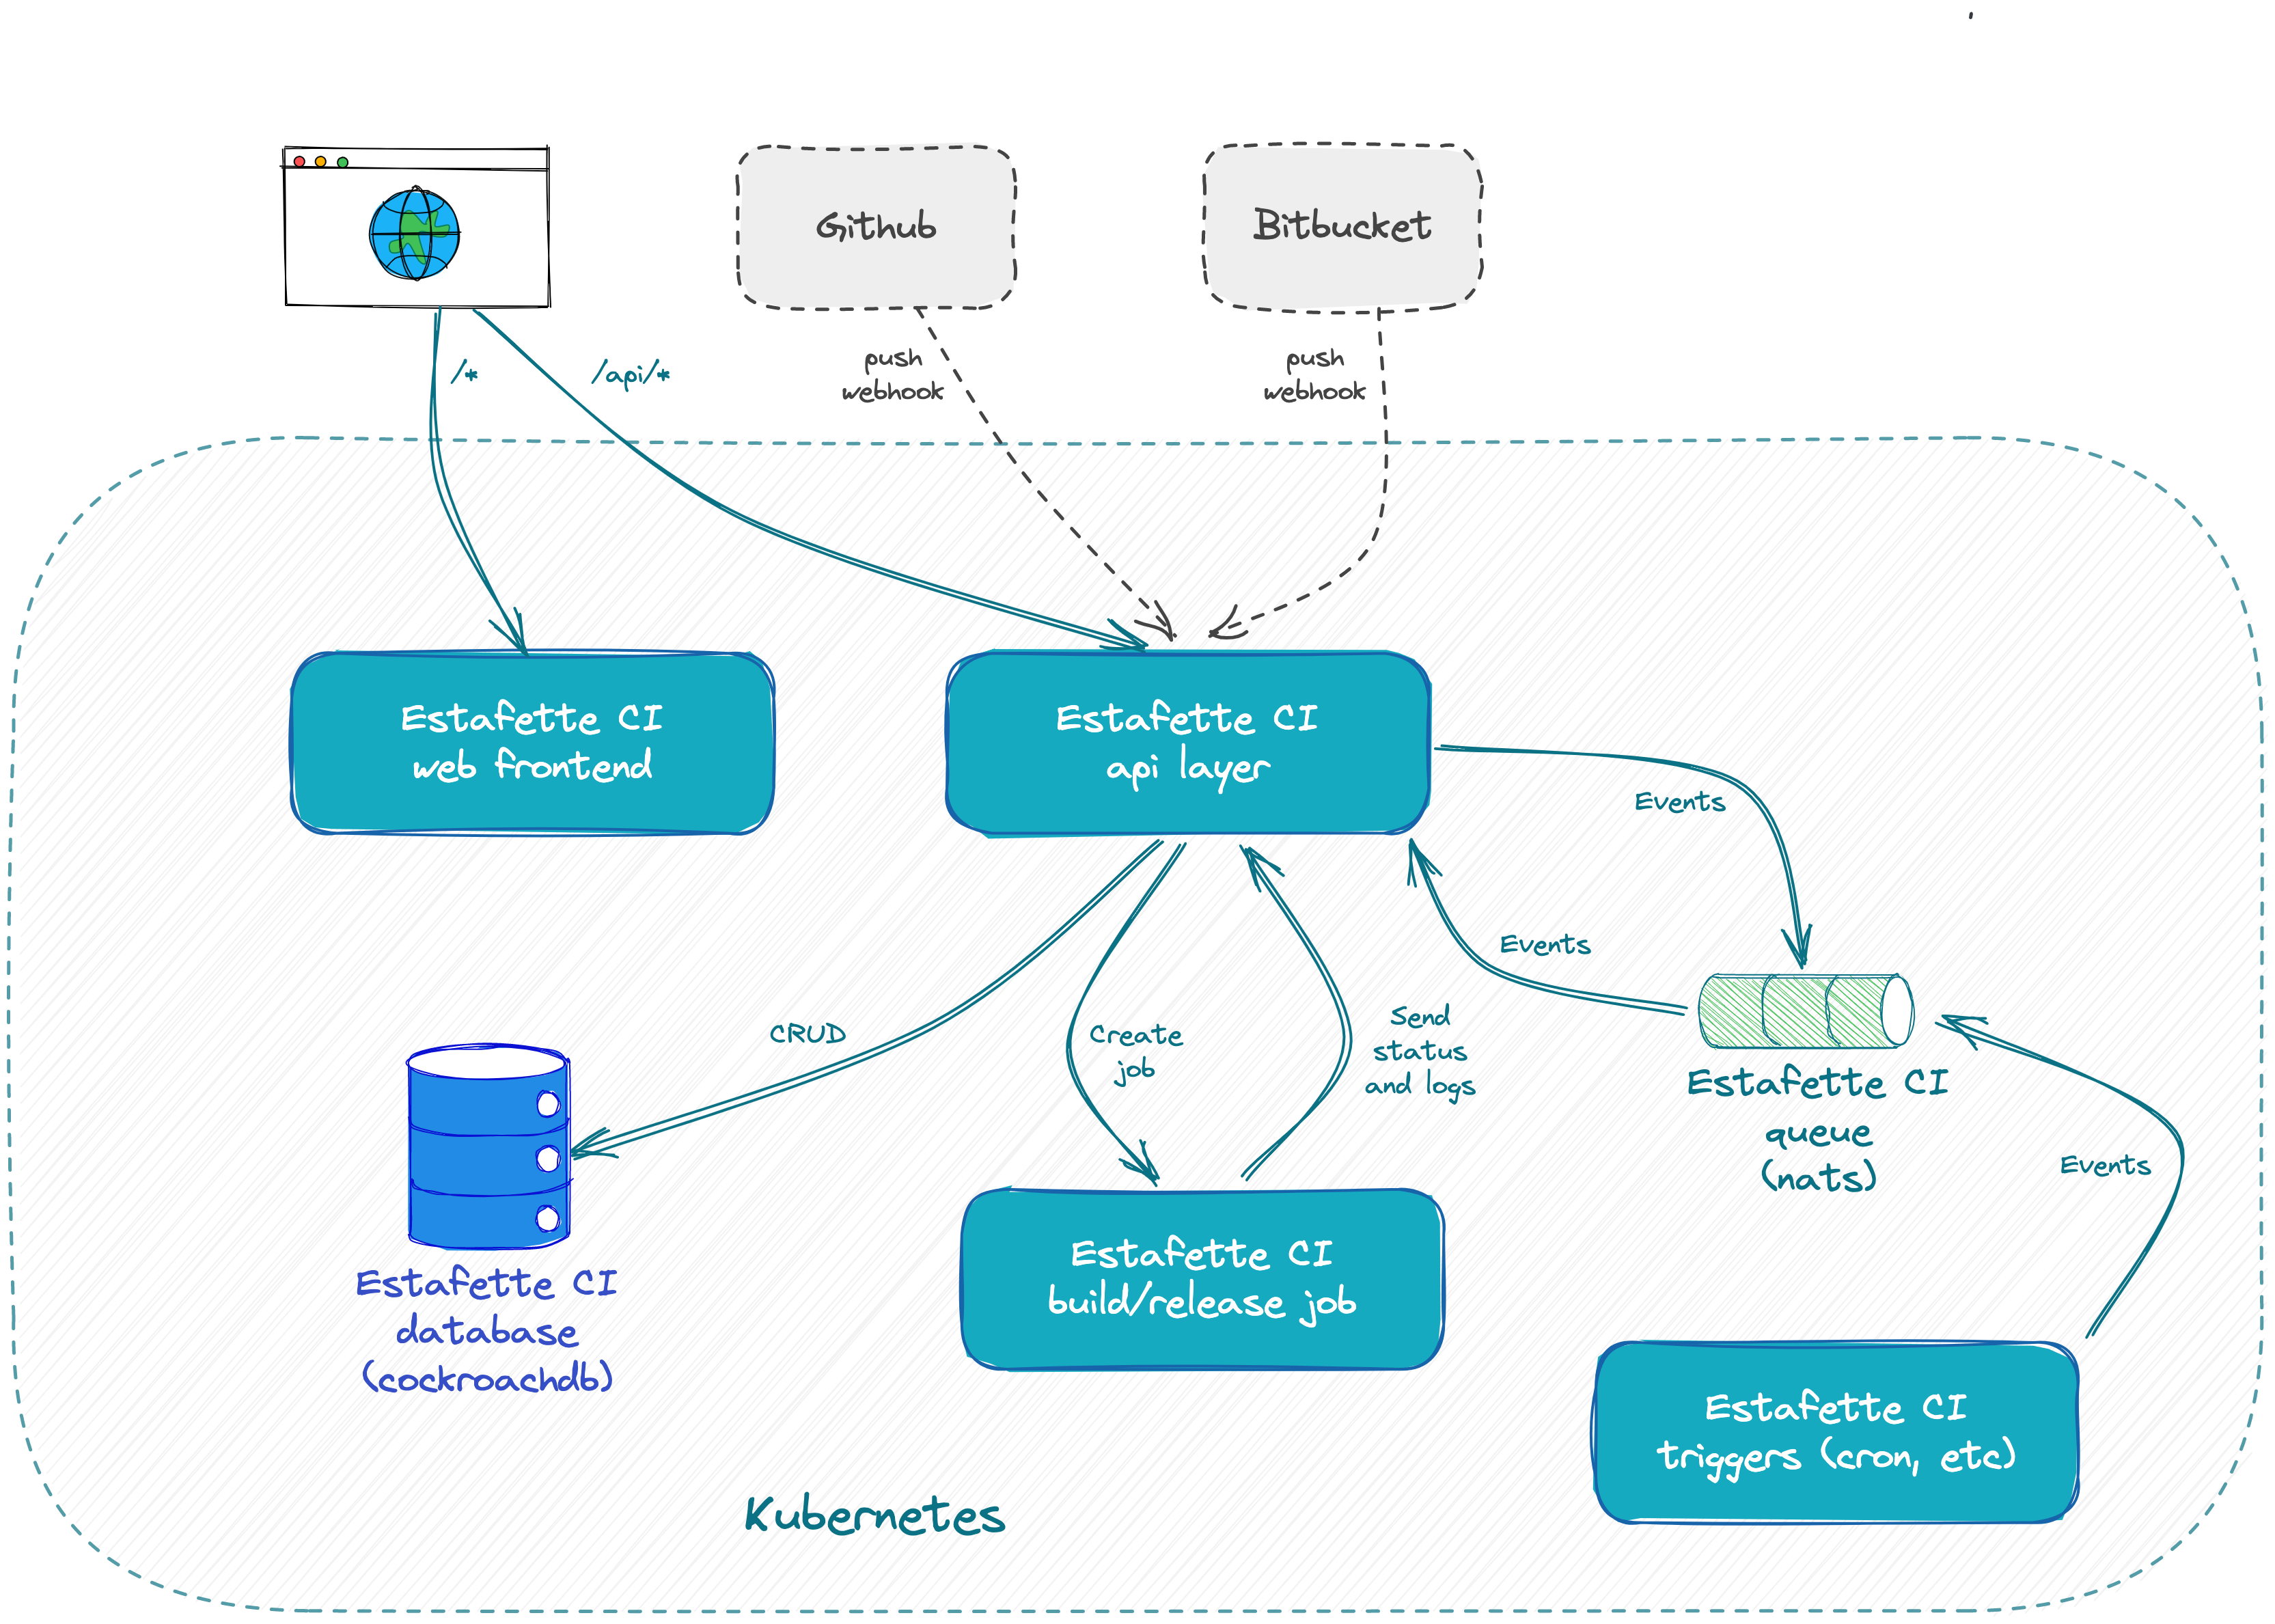 Github
Bitbucket
/*
/api/*
push
webhook
push
webhook
Estafette CI
web frontend
Estafette CI
api layer
Events
Events
CRUD
Create
job
Send
status
and logs
Estafette CI
queue
(nats)
Events
Estafette CI
database
(cockroachdb)
Estafette CI
build/release job
Estafette CI
triggers (cron, etc)
Kubernetes